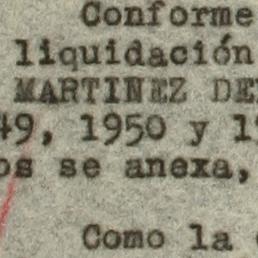 Conforme
liquidación
MARTINEZ DE
49, 1950 y 1
os se anexa,
Como la